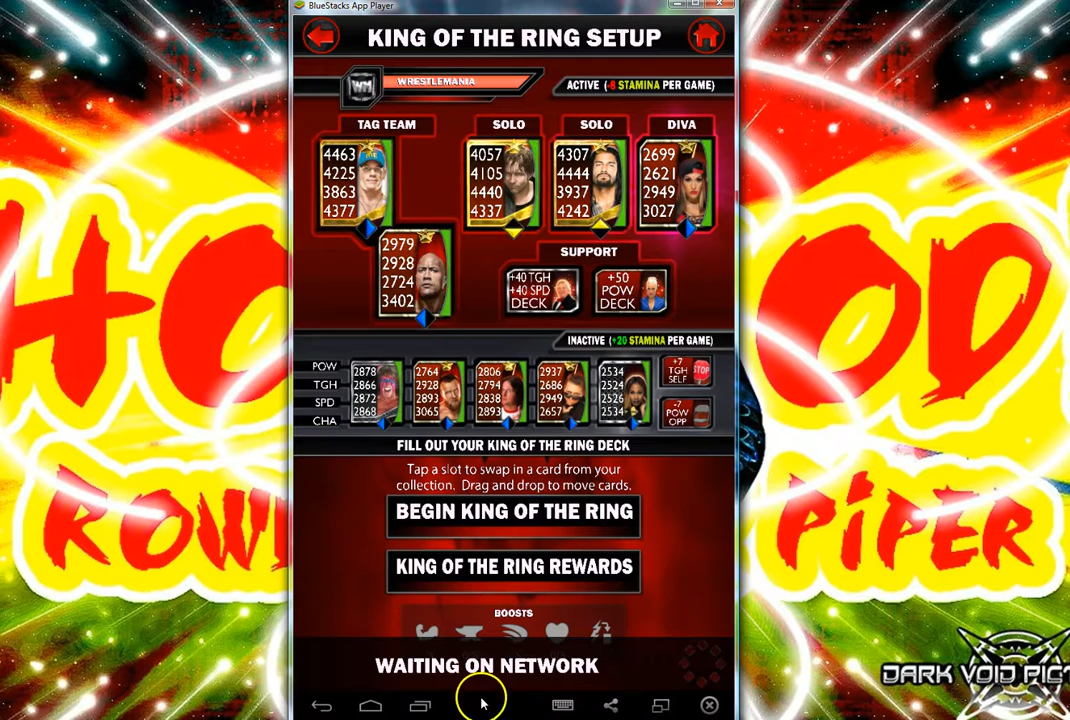 BlueStacks App Player
KING OF THE RING SETUP
WM WRESTLEMANIA
ACTIVE (-8 STAMINA PER GAME)
TAG TEAM SOLO SOLO DIVA
4463
4225
3863
4377
4057
4105
4440
4337
4307
4444
3937
4242
2699
2621
2949
3027
2979
2928
2724
3402
SUPPORT
+40 TGH
+40 SPD
DECK
+50
POW
DECK
INACTIVE (+20 STAMINA PER GAME)
POW
TGH
SPD
CHA
2878
2866
2872
2868
2764
2928
2893
3065
2806
2794
2838
2893
2937
2686
2949
2657
2534
2524
2526
2534
+7
TGH
SELF
STOP
-7
POW
OPP
FILL OUT YOUR KING OF THE RING DECK
Tap a slot to swap in a card from your
collection. Drag and drop to move cards.
BEGIN KING OF THE RING
KING OF THE RING REWARDS
BOOSTS
WAITING ON NETWORK
PiPER
DARK VOID PICT